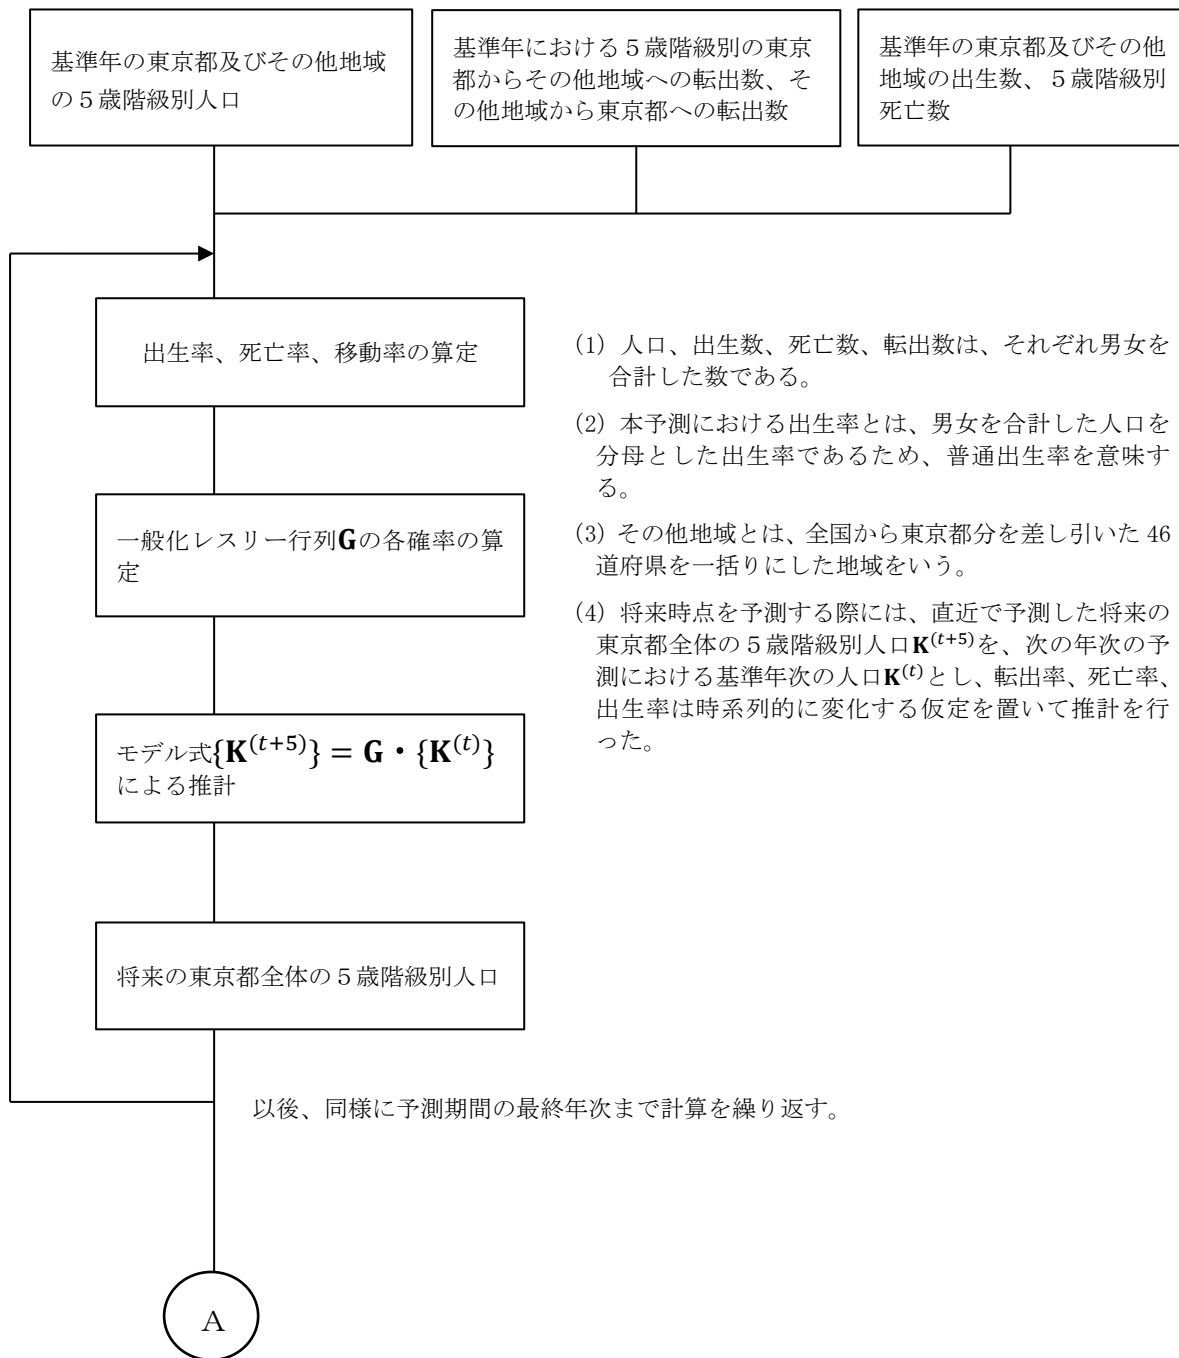 基準年の東京都及びその他地域
の５歳階級別人口
基準年における５歳階級別の東京
都からその他地域への転出数、そ
の他地域から東京都への転出数
基準年の東京都及びその他
地域の出生数、５歳階級別
死亡数
出生率、死亡率、移動率の算定
一般化レスリー行列Gの各確率の算
定
モデル式{K^(t+5)} = G・{K^(t)}
による推計
将来の東京都全体の５歳階級別人口
(1) 人口、出生数、死亡数、転出数は、それぞれ男女を
合計した数である。
(2) 本予測における出生率とは、男女を合計した人口を
分母とした出生率であるため、普通出生率を意味す
る。
(3) その他地域とは、全国から東京都分を差し引いた 46
道府県を一括りにした地域をいう。
(4) 将来時点を予測する際には、直近で予測した将来の
東京都全体の５歳階級別人口K^(t+5)を、次の年次の予
測における基準年次の人口K^(t)とし、転出率、死亡率、
出生率は時系列的に変化する仮定を置いて推計を行
った。
以後、同様に予測期間の最終年次まで計算を繰り返す。
A